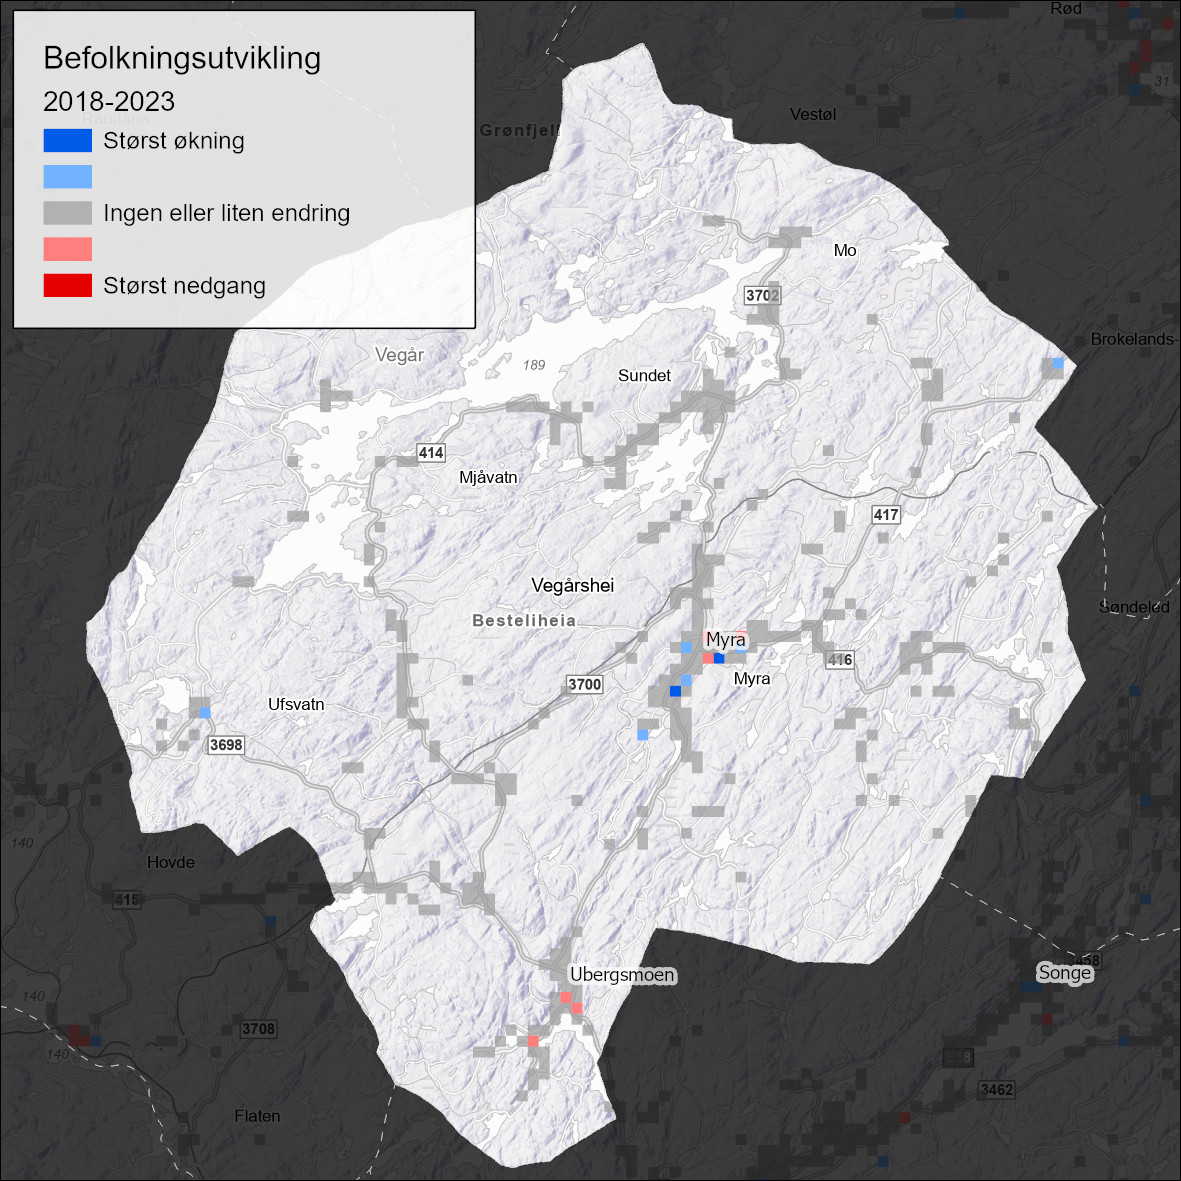 Befolkningsutvikling
2018-2023
Størst økning
Ingen eller liten endring
Størst nedgang
Rød
31
Vestøl
Grønfjell
Mo
3702
Brokelands-
Vegår
189
Sundet
414
Mjåvatn
417
Vegårshei
Besteliheia
Søndeled
Myra
416
Myra
3700
Ufsvatn
3698
140
Hovde
415
Ubergsmoen
3468
Songe
140
3708
140
E18
3462
Flaten